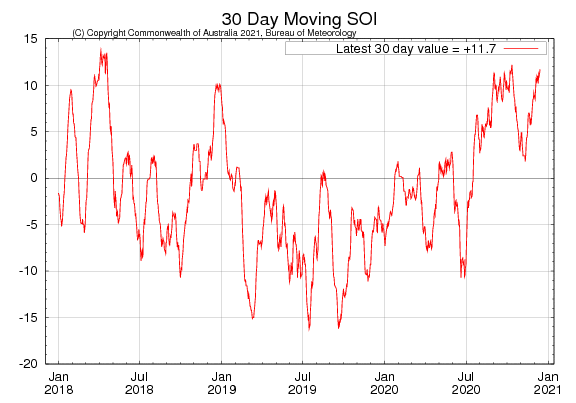 30 Day Moving SOI
(C) Copyright Commonwealth of Australia 2021, Bureau of Meteorology
Latest 30 day value = +11.7
15
10
5
0
-5
-10
-15
-20
Jan Jul Jan Jul Jan Jul Jan
2018 2018 2019 2019 2020 2020 2021